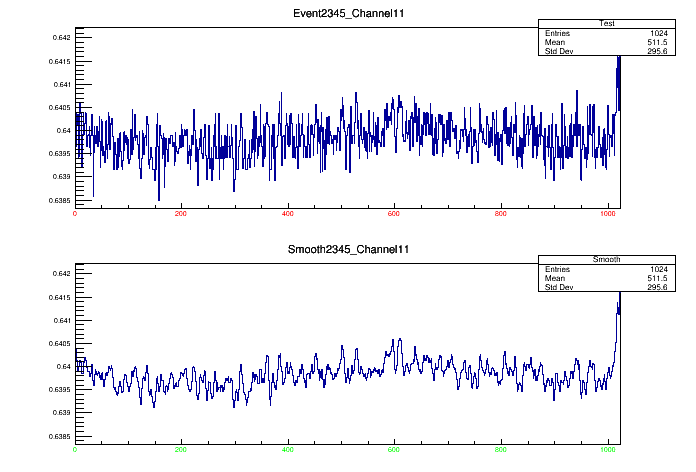 Event2345_Channel11
Test
Entries 1024
Mean 511.5
Std Dev 295.6
0.642
0.6415
0.641
0.6405
0.64
0.6395
0.639
0.6385
0 200 400 600 800 1000
Smooth2345_Channel11
Smooth
Entries 1024
Mean 511.5
Std Dev 295.6
0.642
0.6415
0.641
0.6405
0.64
0.6395
0.639
0.6385
0 200 400 600 800 1000